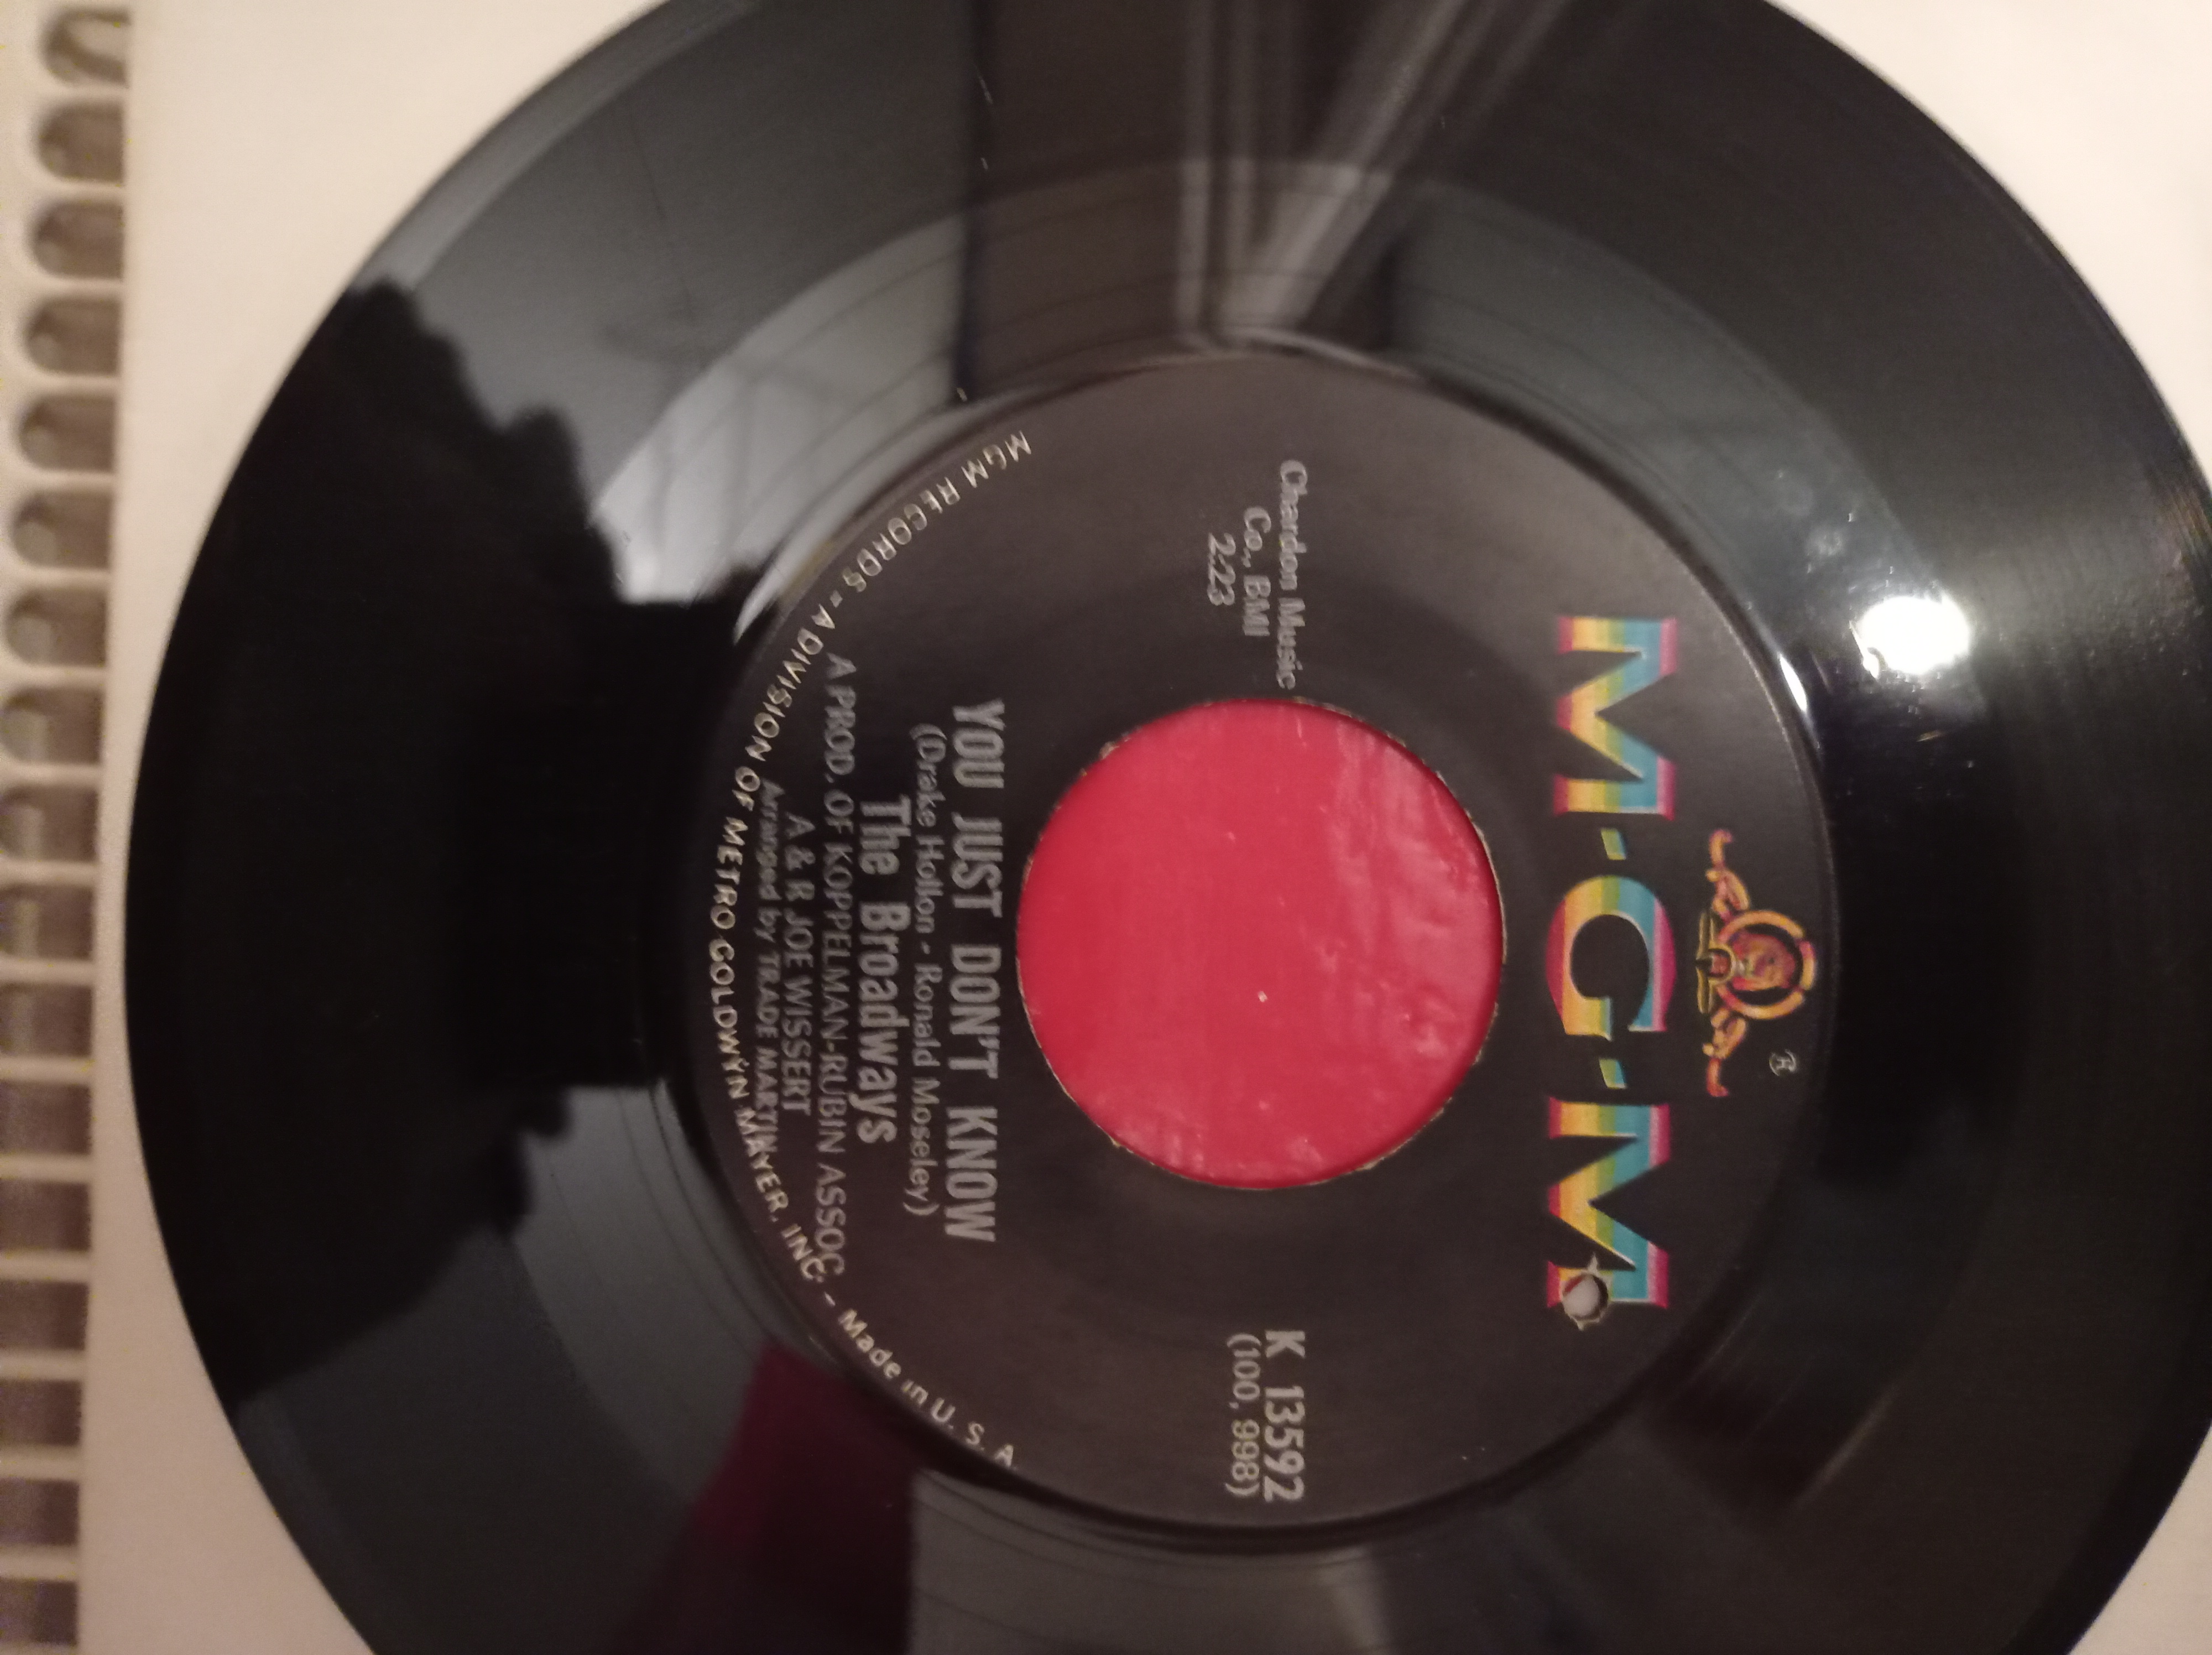 M·G·M
®
Chardon Music
Co., BMI
2:23
K 13592
(100, 998)
YOU JUST DON'T KNOW
(Drake Hollon - Ronald Moseley)
The Broadways
A PROD. OF KOPPELMAN-RUBIN ASSOC.
A & R JOE WISSERT
Arranged by TRADE MARTIN
MGM RECORDS - A DIVISION OF METRO GOLDWYN MAYER, INC. - Made in U. S. A